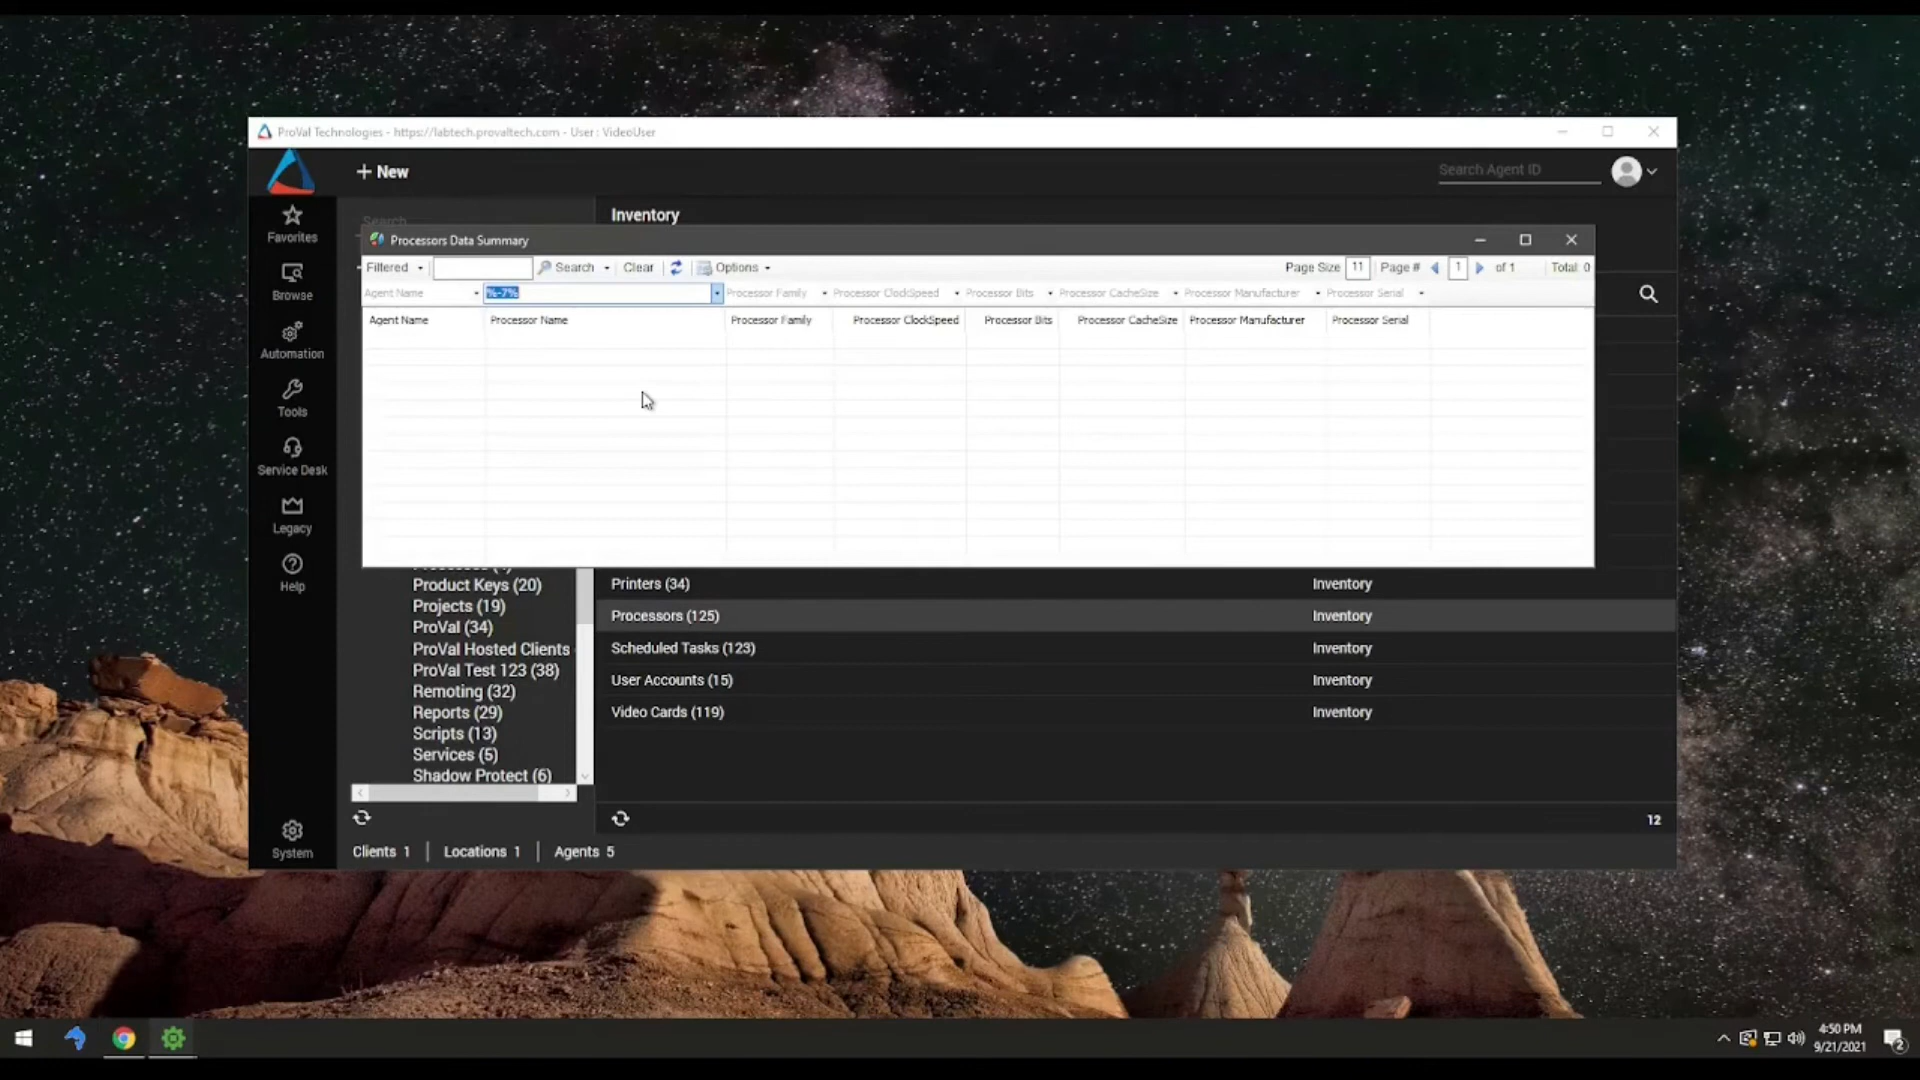 ProVal Technologies - https://labtech.provaltech.com - User : VideoUser
+ New
Search Agent ID
Search
Inventory
Favorites
Browse
Automation
Tools
Service Desk
Legacy
Help
System
Processors Data Summary
Filtered Search Clear Options Page Size 11 Page # 1 of 1 Total: 0
Agent Name %-7% Processor Family Processor ClockSpeed Processor Bits Processor CacheSize Processor Manufacturer Processor Serial
Agent Name Processor Name Processor Family Processor ClockSpeed Processor Bits Processor CacheSize Processor Manufacturer Processor Serial
Product Keys (20)
Projects (19)
ProVal (34)
ProVal Hosted Clients
ProVal Test 123 (38)
Remoting (32)
Reports (29)
Scripts (13)
Services (5)
Shadow Protect (6)
Printers (34) Inventory
Processors (125) Inventory
Scheduled Tasks (123) Inventory
User Accounts (15) Inventory
Video Cards (119) Inventory
12
Clients 1 | Locations 1 | Agents 5
4:50 PM
9/21/2021
2